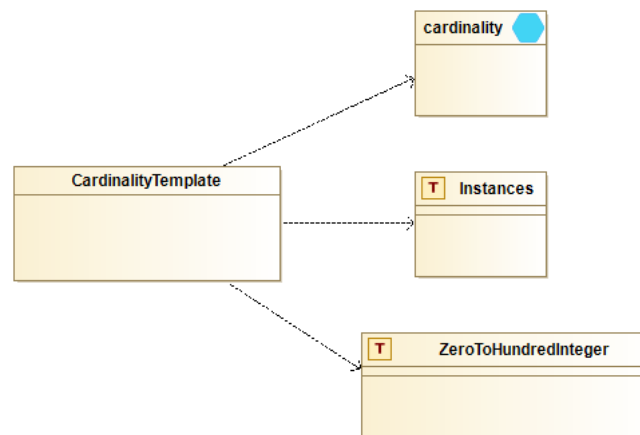 cardinality
CardinalityTemplate
T Instances
T ZeroToHundredInteger